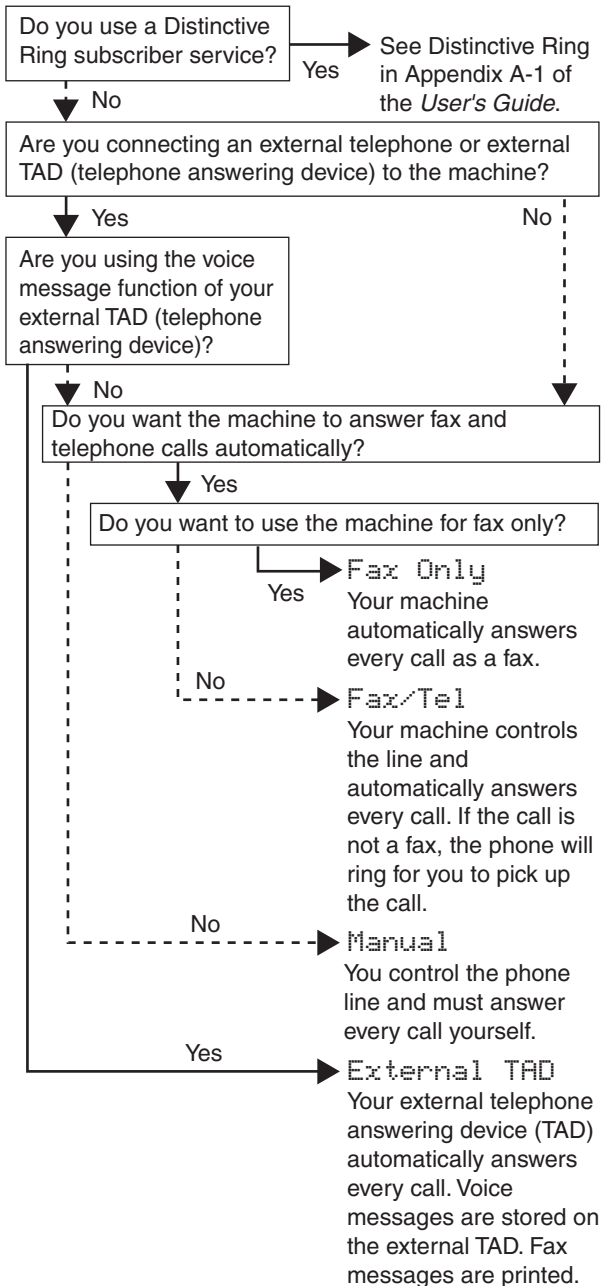 Do you use a Distinctive
Ring subscriber service?
Yes
See Distinctive Ring
in Appendix A-1 of
the User's Guide.
No
Are you connecting an external telephone or external
TAD (telephone answering device) to the machine?
Yes
No
Are you using the voice
message function of your
external TAD (telephone
answering device)?
No
Do you want the machine to answer fax and
telephone calls automatically?
Yes
Do you want to use the machine for fax only?
Yes
Fax Only
Your machine
automatically answers
every call as a fax.
No
Fax/Tel
Your machine controls
the line and
automatically answers
every call. If the call is
not a fax, the phone will
ring for you to pick up
the call.
No
Manual
You control the phone
line and must answer
every call yourself.
Yes
External TAD
Your external telephone
answering device (TAD)
automatically answers
every call. Voice
messages are stored on
the external TAD. Fax
messages are printed.